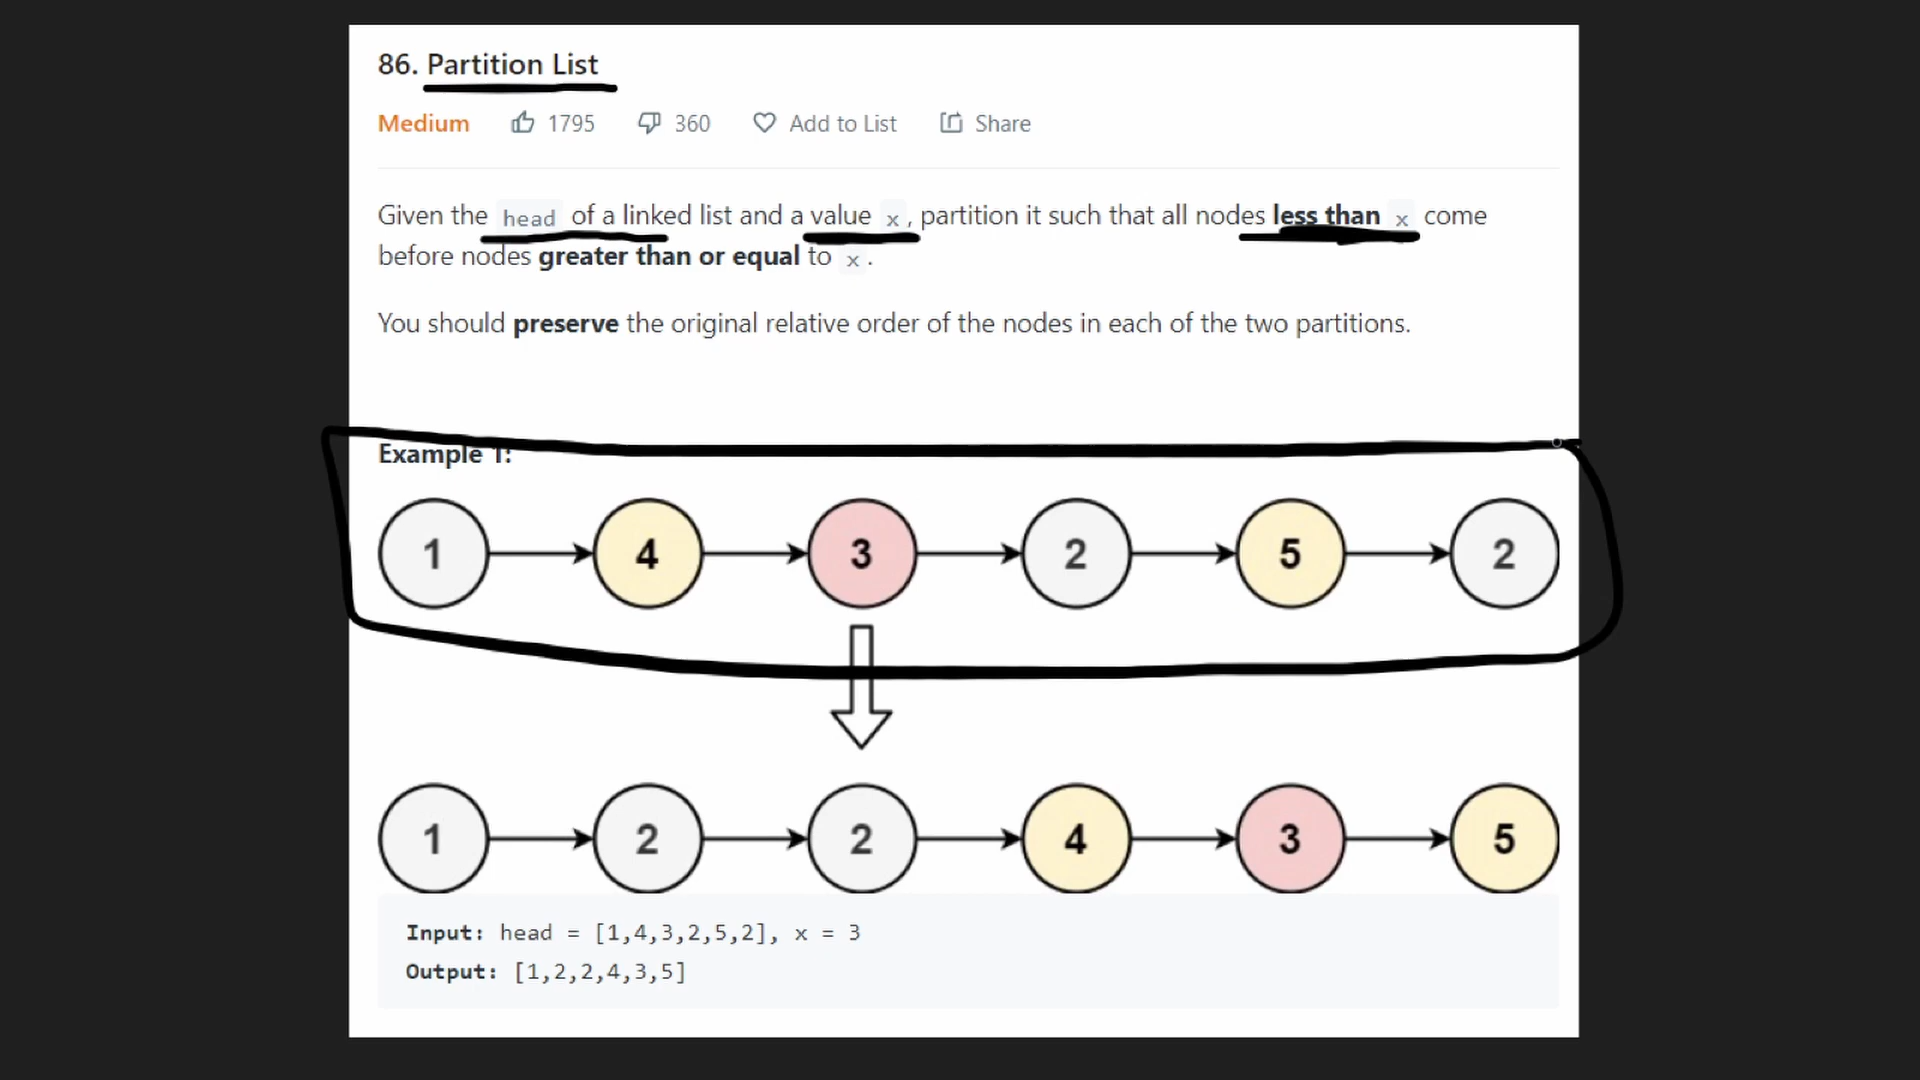 86. Partition List
Medium 1795 360 Add to List Share
Given the head of a linked list and a value x, partition it such that all nodes less than x come
before nodes greater than or equal to x.
You should preserve the original relative order of the nodes in each of the two partitions.
Example 1:
1 4 3 2 5 2
1 2 2 4 3 5
Input: head = [1,4,3,2,5,2], x = 3
Output: [1,2,2,4,3,5]